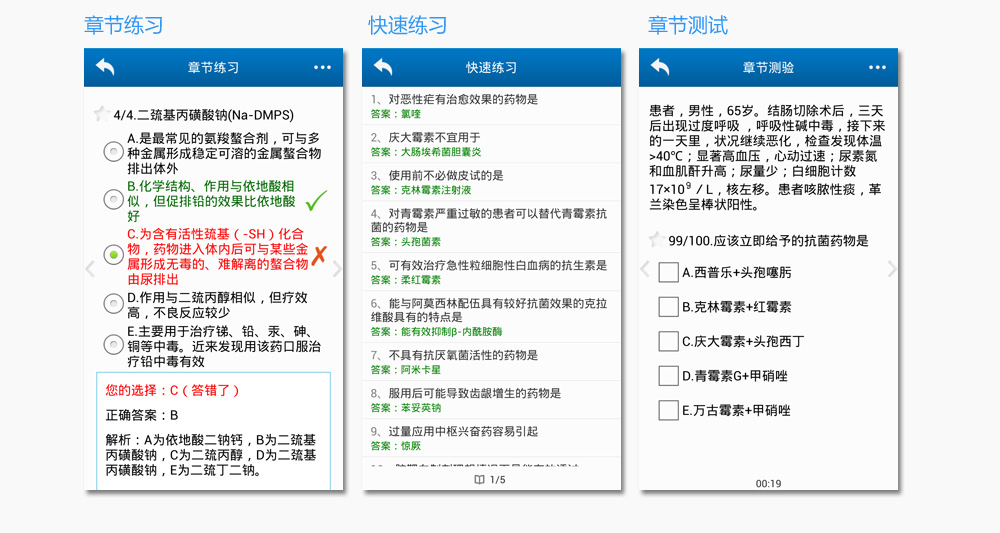 章节练习
章节练习
4/4.二巯基丙磺酸钠(Na-DMPS)
A.是最常见的氨羧螯合剂，可与多
种金属形成稳定可溶的金属螯合物
排出体外
B.化学结构、作用与依地酸相
似，但促排铅的效果比依地酸
好
C.为含有活性巯基（-SH）化合
物，药物进入体内后可与某些金
属形成无毒的、难解离的螯合物
由尿排出
D.作用与二巯丙醇相似，但疗效
高，不良反应较少
E.主要用于治疗锑、铅、汞、砷、
铜等中毒。近来发现用该药口服治
疗铅中毒有效
您的选择：C（答错了）
正确答案：B
解析：A为依地酸二钠钙，B为二巯基
丙磺酸钠，C为二巯丙醇，D为二巯基
丙磺酸钠，E为二巯丁二钠。
快速练习
快速练习
1、对恶性疟有治愈效果的药物是
答案：氯喹
2、庆大霉素不宜用于
答案：大肠埃希菌胆囊炎
3、使用前不必做皮试的是
答案：克林霉素注射液
4、对青霉素严重过敏的患者可以替代青霉素抗
菌的药物是
答案：头孢菌素
5、可有效治疗急性粒细胞性白血病的抗生素是
答案：柔红霉素
6、能与阿莫西林配伍具有较好抗菌效果的克拉
维酸具有的特点是
答案：能有效抑制β-内酰胺酶
7、不具有抗厌氧菌活性的药物是
答案：阿米卡星
8、服用后可能导致齿龈增生的药物是
答案：苯妥英钠
9、过量应用中枢兴奋药容易引起
答案：惊厥
1/5
章节测试
章节测验
患者，男性，65岁。结肠切除术后，三天
后出现过度呼吸 ，呼吸性碱中毒，接下来
的一天里，状况继续恶化，检查发现体温
>40℃；显著高血压，心动过速；尿素氮
和血肌酐升高；尿量少；白细胞计数
17×10⁹／L，核左移。患者咳脓性痰，革
兰染色呈棒状阳性。
99/100.应该立即给予的抗菌药物是
A.西普乐+头孢噻肟
B.克林霉素+红霉素
C.庆大霉素+头孢西丁
D.青霉素G+甲硝唑
E.万古霉素+甲硝唑
00:19